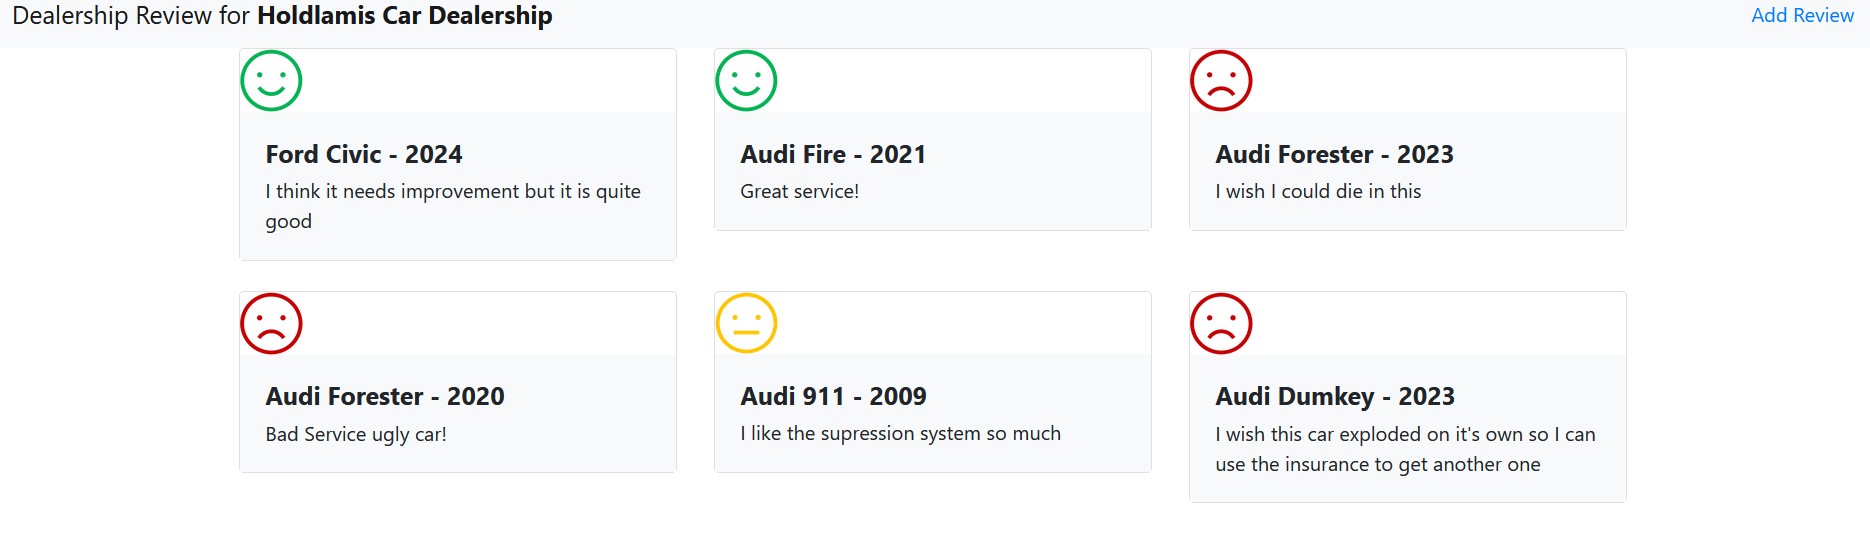 Dealership Review for Holdlamis Car Dealership
Add Review
Ford Civic - 2024
I think it needs improvement but it is quite
good
Audi Fire - 2021
Great service!
Audi Forester - 2023
I wish I could die in this
Audi Forester - 2020
Bad Service ugly car!
Audi 911 - 2009
I like the supression system so much
Audi Dumkey - 2023
I wish this car exploded on it's own so I can
use the insurance to get another one